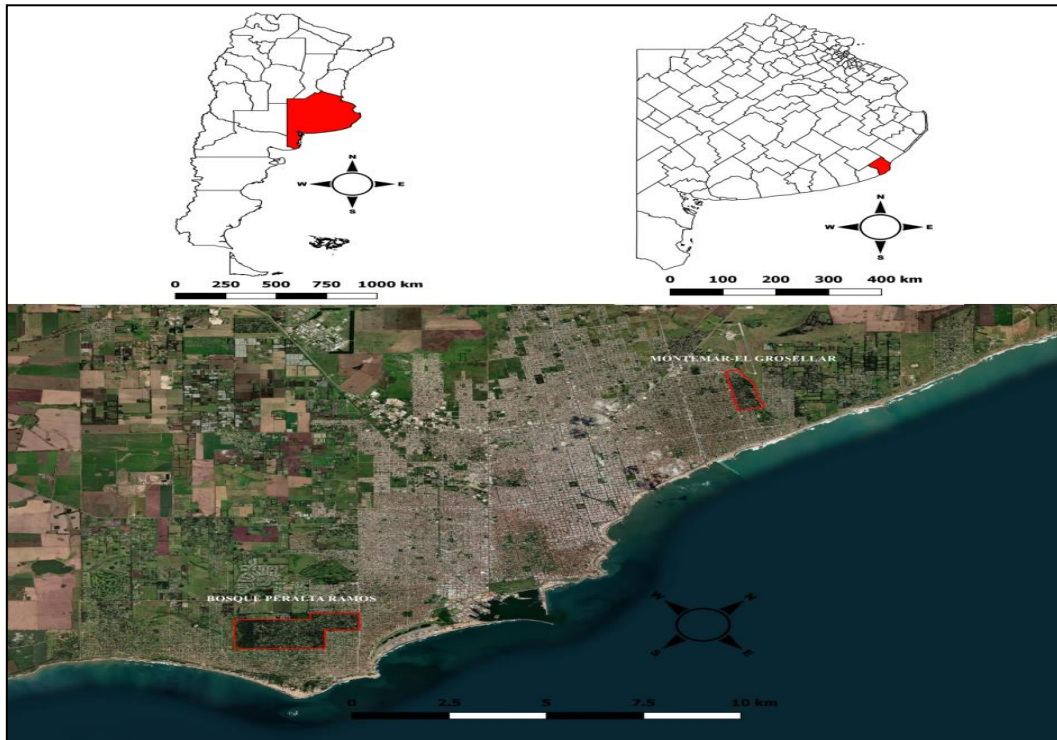 N
W E
S
0 250 500 750 1000 km
N
W E
S
0 100 200 300 400 km
MONTEMAR-EL GROSELLAR
BOSQUE PERALTA RAMOS
W N
S E
0 2.5 5 7.5 10 km